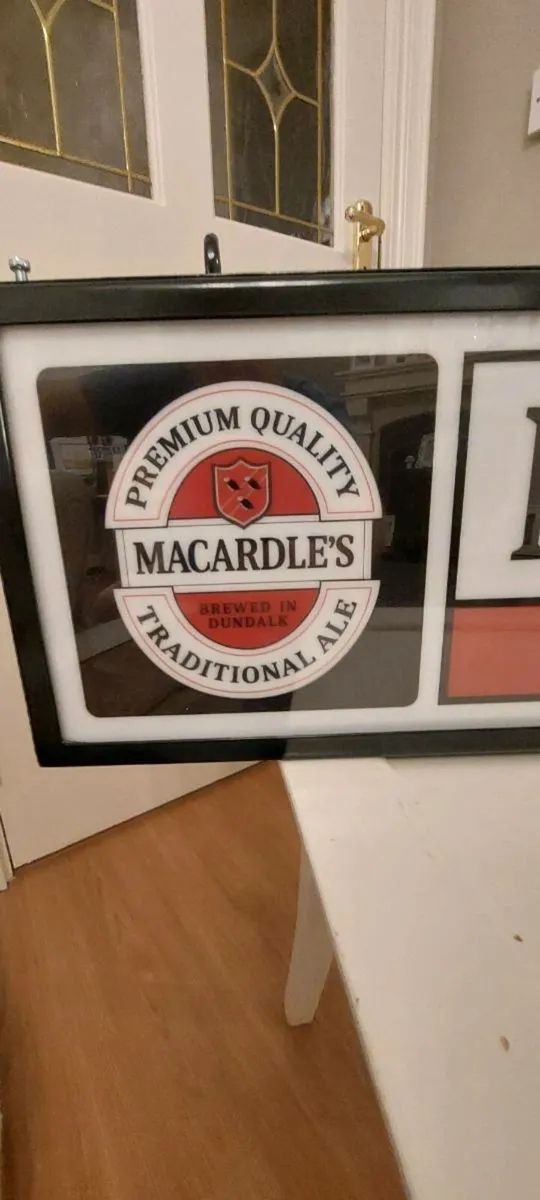 PREMIUM QUALITY
MACARDLE'S
BREWED IN
DUNDALK
TRADITIONAL ALE